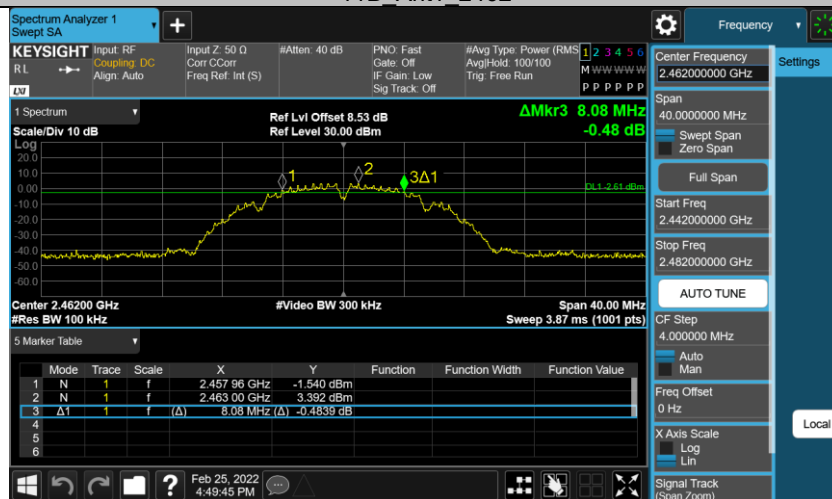 Spectrum Analyzer 1
Swept SA
+
Frequency
KEYSIGHT
RL
LXI
Input: RF
Coupling: DC
Align: Auto
Input Z: 50 Ω
Corr CCorr
Freq Ref: Int (S)
#Atten: 40 dB
PNO: Fast
Gate: Off
IF Gain: Low
Sig Track: Off
#Avg Type: Power (RMS
Avg|Hold: 100/100
Trig: Free Run
1 2 3 4 5 6
M W W W W W
P P P P P P
1 Spectrum
Scale/Div 10 dB
Log
Ref Lvl Offset 8.53 dB
Ref Level 30.00 dBm
ΔMkr3 8.08 MHz
-0.48 dB
20.0
10.0
0.00
-10.0
-20.0
-30.0
-40.0
-50.0
-60.0
1
2
3Δ1
DL1 -2.61 dBm
Center 2.46200 GHz
#Video BW 300 kHz
Span 40.00 MHz
#Res BW 100 kHz
Sweep 3.87 ms (1001 pts)
5 Marker Table
Mode Trace Scale X Y Function Function Width Function Value
1 N 1 f 2.457 96 GHz -1.540 dBm
2 N 1 f 2.463 00 GHz 3.392 dBm
3 Δ1 1 f (Δ) 8.08 MHz (Δ) -0.4839 dB
4
5
6
Feb 25, 2022
4:49:45 PM
?
Center Frequency
2.462000000 GHz
Settings
Span
40.0000000 MHz
Swept Span
Zero Span
Full Span
Start Freq
2.442000000 GHz
Stop Freq
2.482000000 GHz
AUTO TUNE
CF Step
4.000000 MHz
Auto
Man
Freq Offset
0 Hz
Local
X Axis Scale
Log
Lin
Signal Track
(Span Zoom)